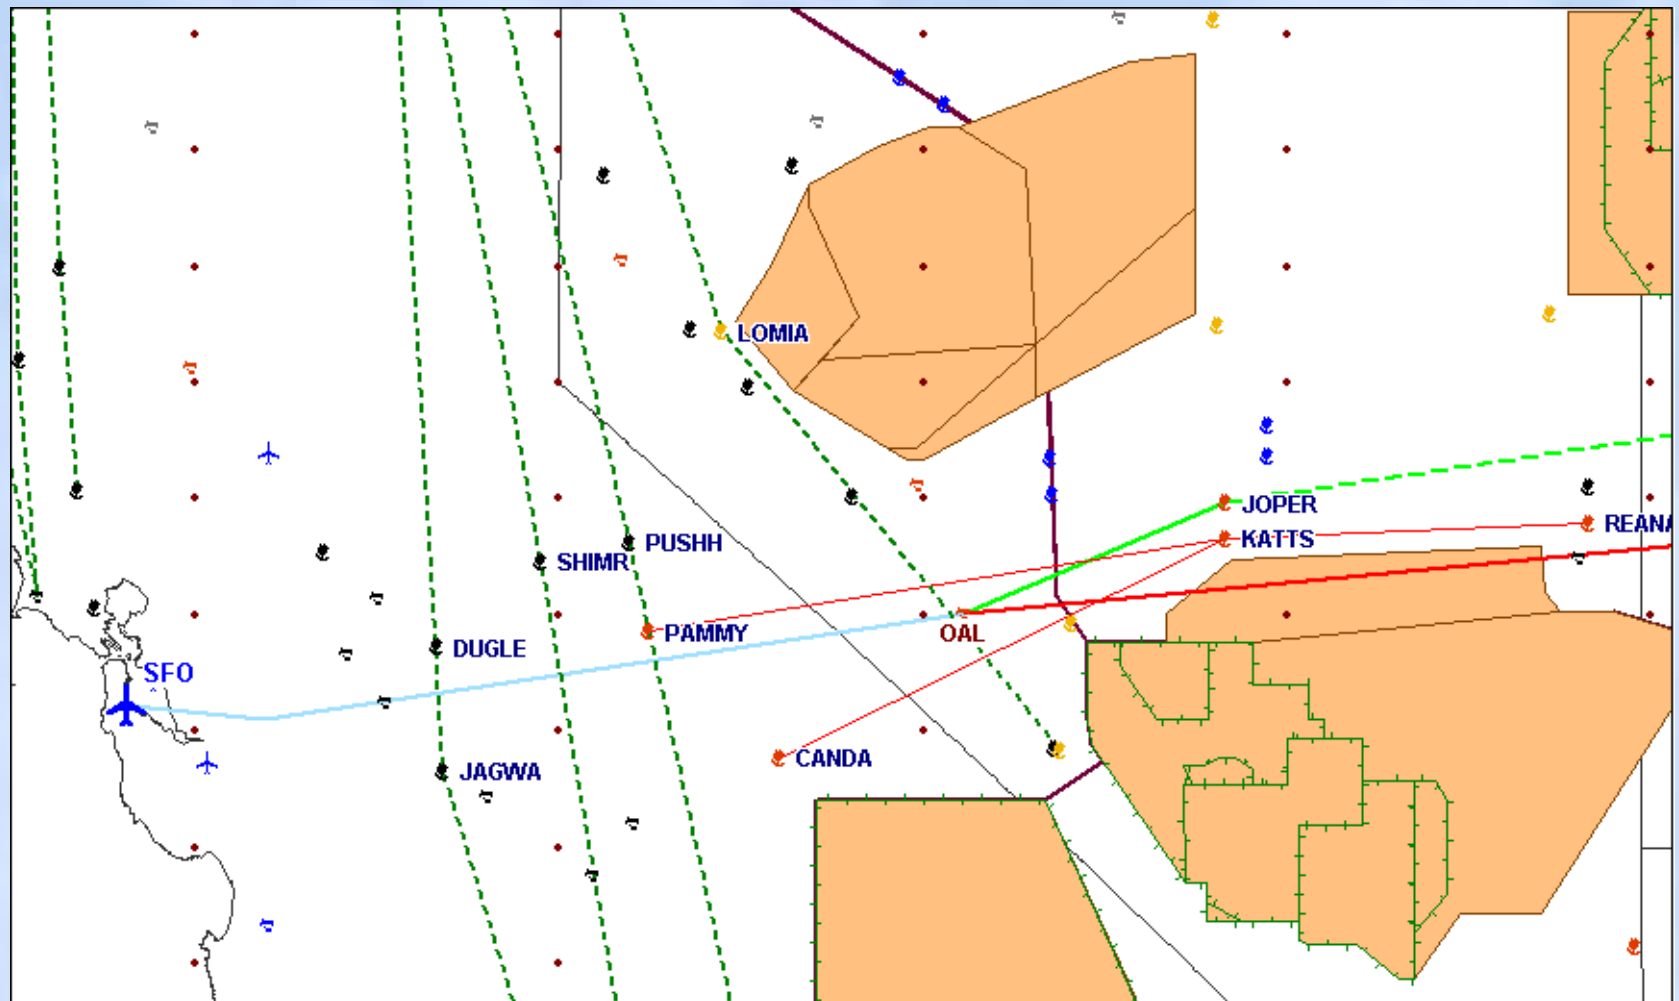 LOMIA
JOPER
REANA
KATTS
PUSHH
SHIMR
PAMMY
OAL
DUGLE
SFO
CANDA
JAGWA